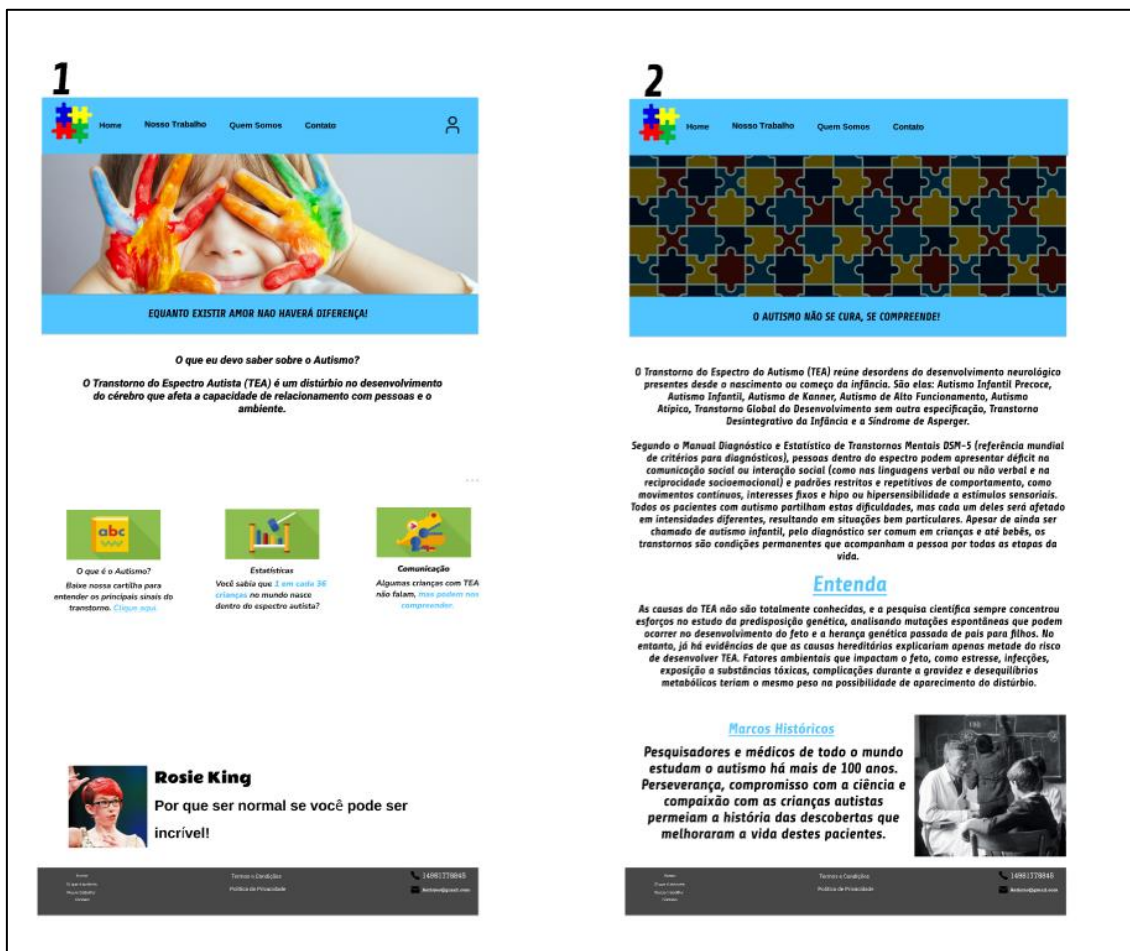 1
Home
Nosso Trabalho
Quem Somos
Contato
EQUANTO EXISTIR AMOR NAO HAVERÁ DIFERENÇA!
O que eu devo saber sobre o Autismo?
O Transtorno do Espectro Autista (TEA) é um distúrbio no desenvolvimento
do cérebro que afeta a capacidade de relacionamento com pessoas e o
ambiente.
abc
O que é o Autismo?
Baixe nossa cartilha para
entender os principais sinais do
transtorno. Clique aqui.
Estatísticas
Você sabia que 1 em cada 36
crianças no mundo nasce
dentro do espectro autista?
Comunicação
Algumas crianças com TEA
não falam, mas podem nos
compreender.
Rosie King
Por que ser normal se você pode ser
incrível!
Home
Nosso Trabalho
Contato
Termos e Condições
Política de Privacidade
14981778845
2
Home
Nosso Trabalho
Quem Somos
Contato
O AUTISMO NÃO SE CURA, SE COMPREENDE!
O Transtorno do Espectro do Autismo (TEA) reúne desordens do desenvolvimento neurológico
presentes desde o nascimento ou começo da infância. São elas: Autismo Infantil Precoce,
Autismo Infantil, Autismo de Kanner, Autismo de Alto Funcionamento, Autismo
Atípico, Transtorno Global do Desenvolvimento sem outra especificação, Transtorno
Desintegrativo da Infância e a Síndrome de Asperger.
Segundo o Manual Diagnóstico e Estatístico de Transtornos Mentais DSM-5 (referência mundial
de critérios para diagnósticos), pessoas dentro do espectro podem apresentar déficit na
comunicação social ou interação social (como nas linguagens verbal ou não verbal e na
reciprocidade socioemocional) e padrões restritos e repetitivos de comportamento, como
movimentos contínuos, interesses fixos e hipo ou hipersensibilidade a estímulos sensoriais.
Todos os pacientes com autismo partilham estas dificuldades, mas cada um deles será afetado
em intensidades diferentes, resultando em situações bem particulares. Apesar de ainda ser
chamado de autismo infantil, pelo diagnóstico ser comum em crianças e até bebês, os
transtornos são condições permanentes que acompanham a pessoa por todas as etapas da
vida.
Entenda
As causas do TEA não são totalmente conhecidas, e a pesquisa científica sempre concentrou
esforços no estudo da predisposição genética, analisando mutações espontâneas que podem
ocorrer no desenvolvimento do feto e a herança genética passada de pais para filhos. No
entanto, já há evidências de que as causas hereditárias explicariam apenas metade do risco
de desenvolver TEA. Fatores ambientais que impactam o feto, como estresse, infecções,
exposição a substâncias tóxicas, complicações durante a gravidez e desequilíbrios
metabólicos teriam o mesmo peso na possibilidade de aparecimento do distúrbio.
Marcos Históricos
Pesquisadores e médicos de todo o mundo
estudam o autismo há mais de 100 anos.
Perseverança, compromisso com a ciência e
compaixão com as crianças autistas
permeiam a história das descobertas que
melhoraram a vida destes pacientes.
Home
Nosso Trabalho
Contato
Termos e Condições
Política de Privacidade
14981778845